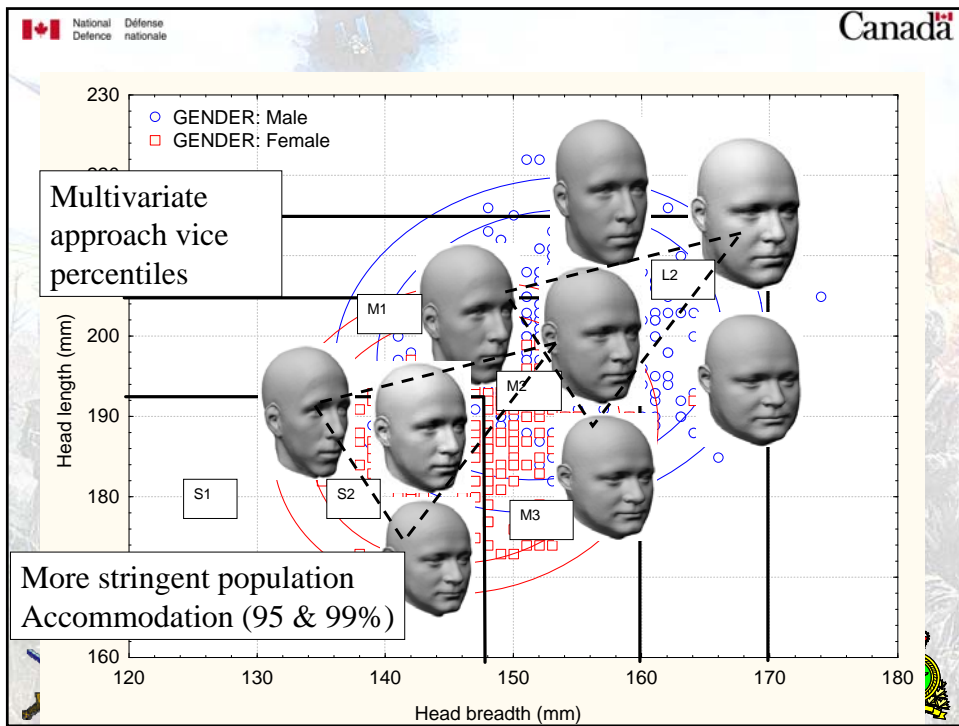 National Défense
Defence nationale
Canada
GENDER: Male
GENDER: Female
Multivariate
approach vice
percentiles
M1
L2
M2
S1
S2
M3
More stringent population
Accommodation (95 & 99%)
Head length (mm)
230
200
190
180
160
120
140
150
160
170
180
Head breadth (mm)